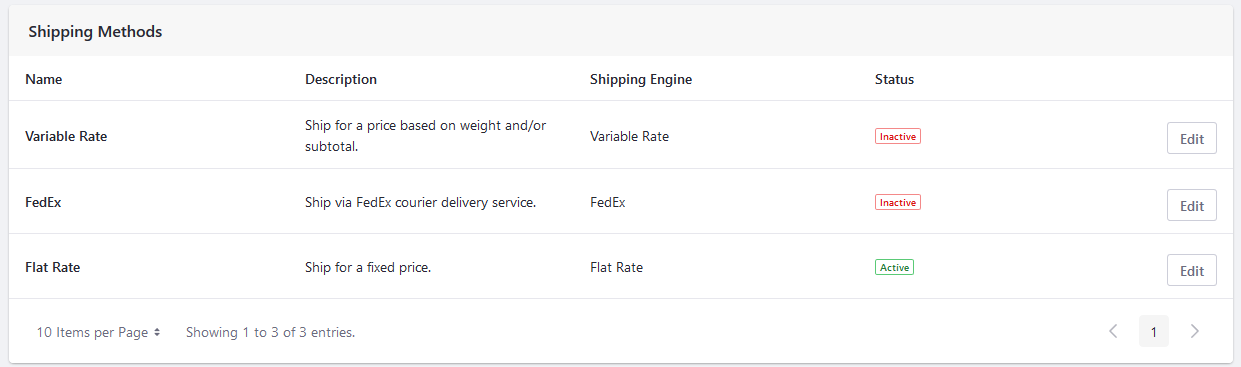 Shipping Methods
Name Description Shipping Engine Status
Variable Rate Ship for a price based on weight and/or subtotal. Variable Rate Inactive Edit
FedEx Ship via FedEx courier delivery service. FedEx Inactive Edit
Flat Rate Ship for a fixed price. Flat Rate Active Edit
10 Items per Page Showing 1 to 3 of 3 entries. 1